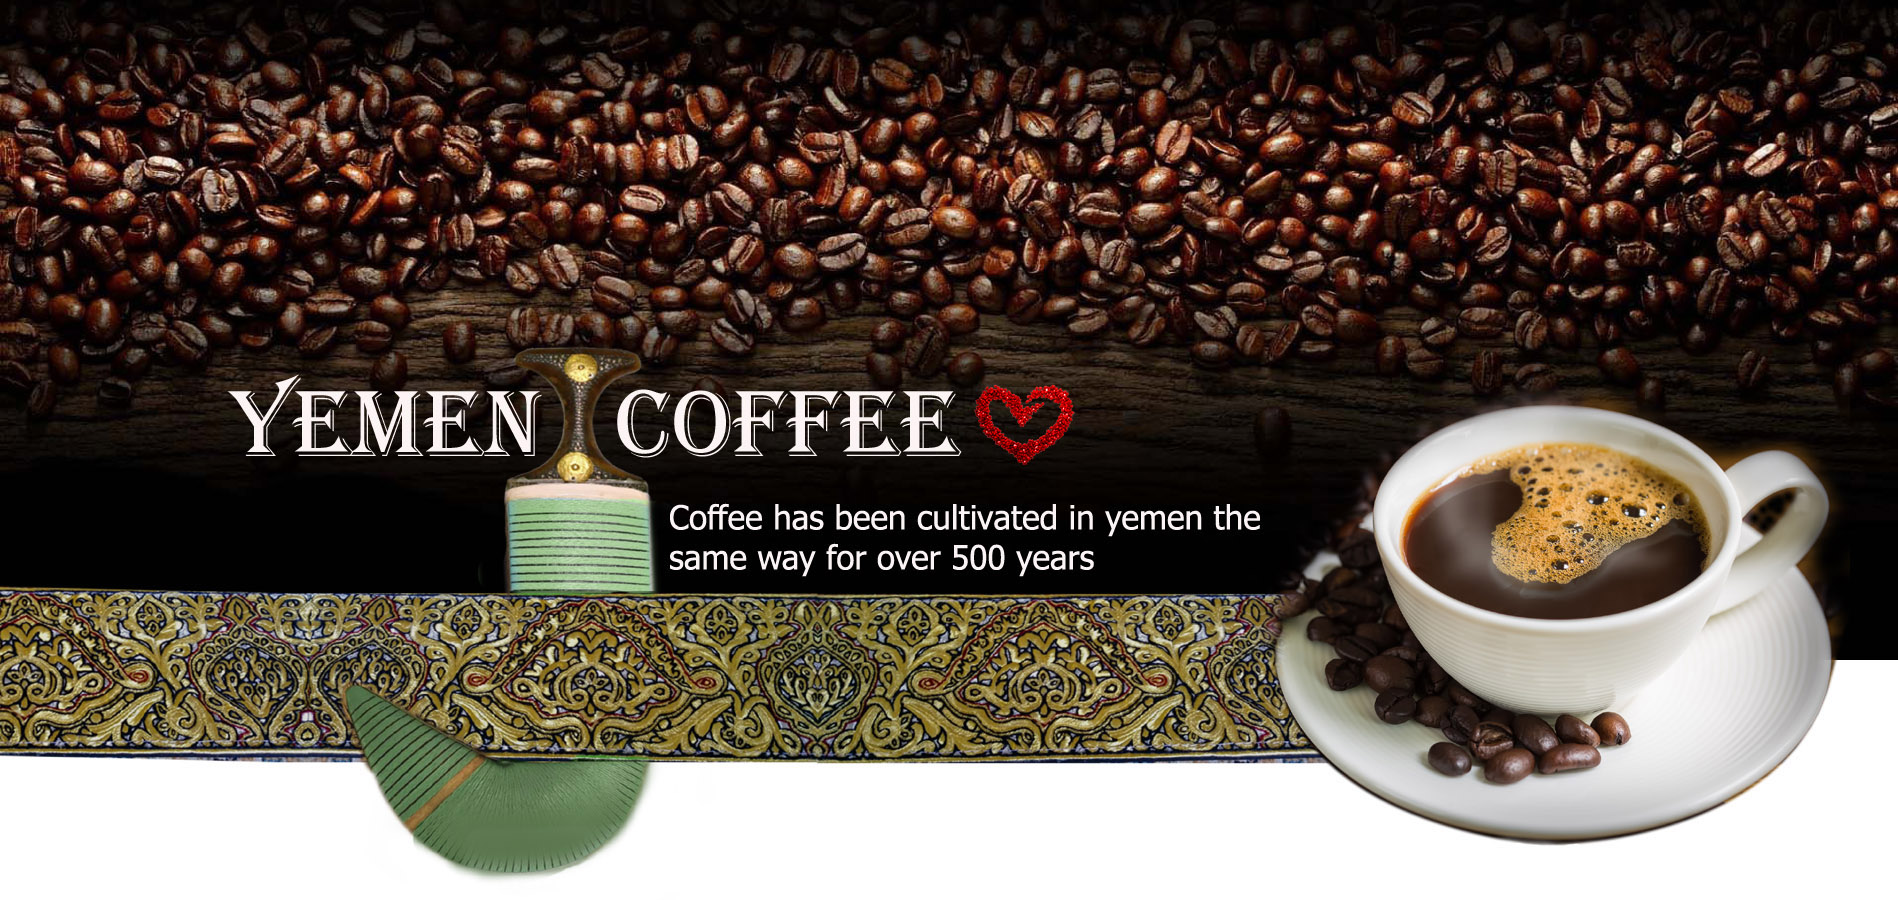 YEMEN COFFEE
Coffee has been cultivated in yemen the
same way for over 500 years